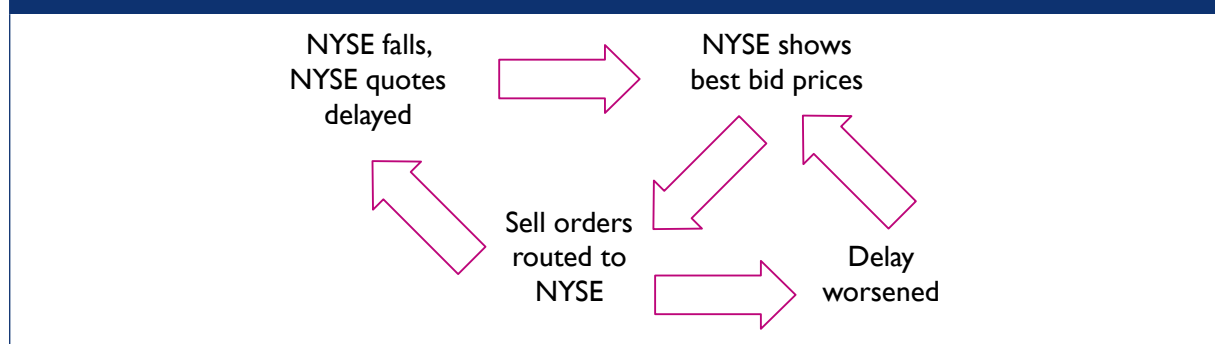 NYSE falls,
NYSE quotes
delayed
NYSE shows
best bid prices
Sell orders
routed to
NYSE
Delay
worsened